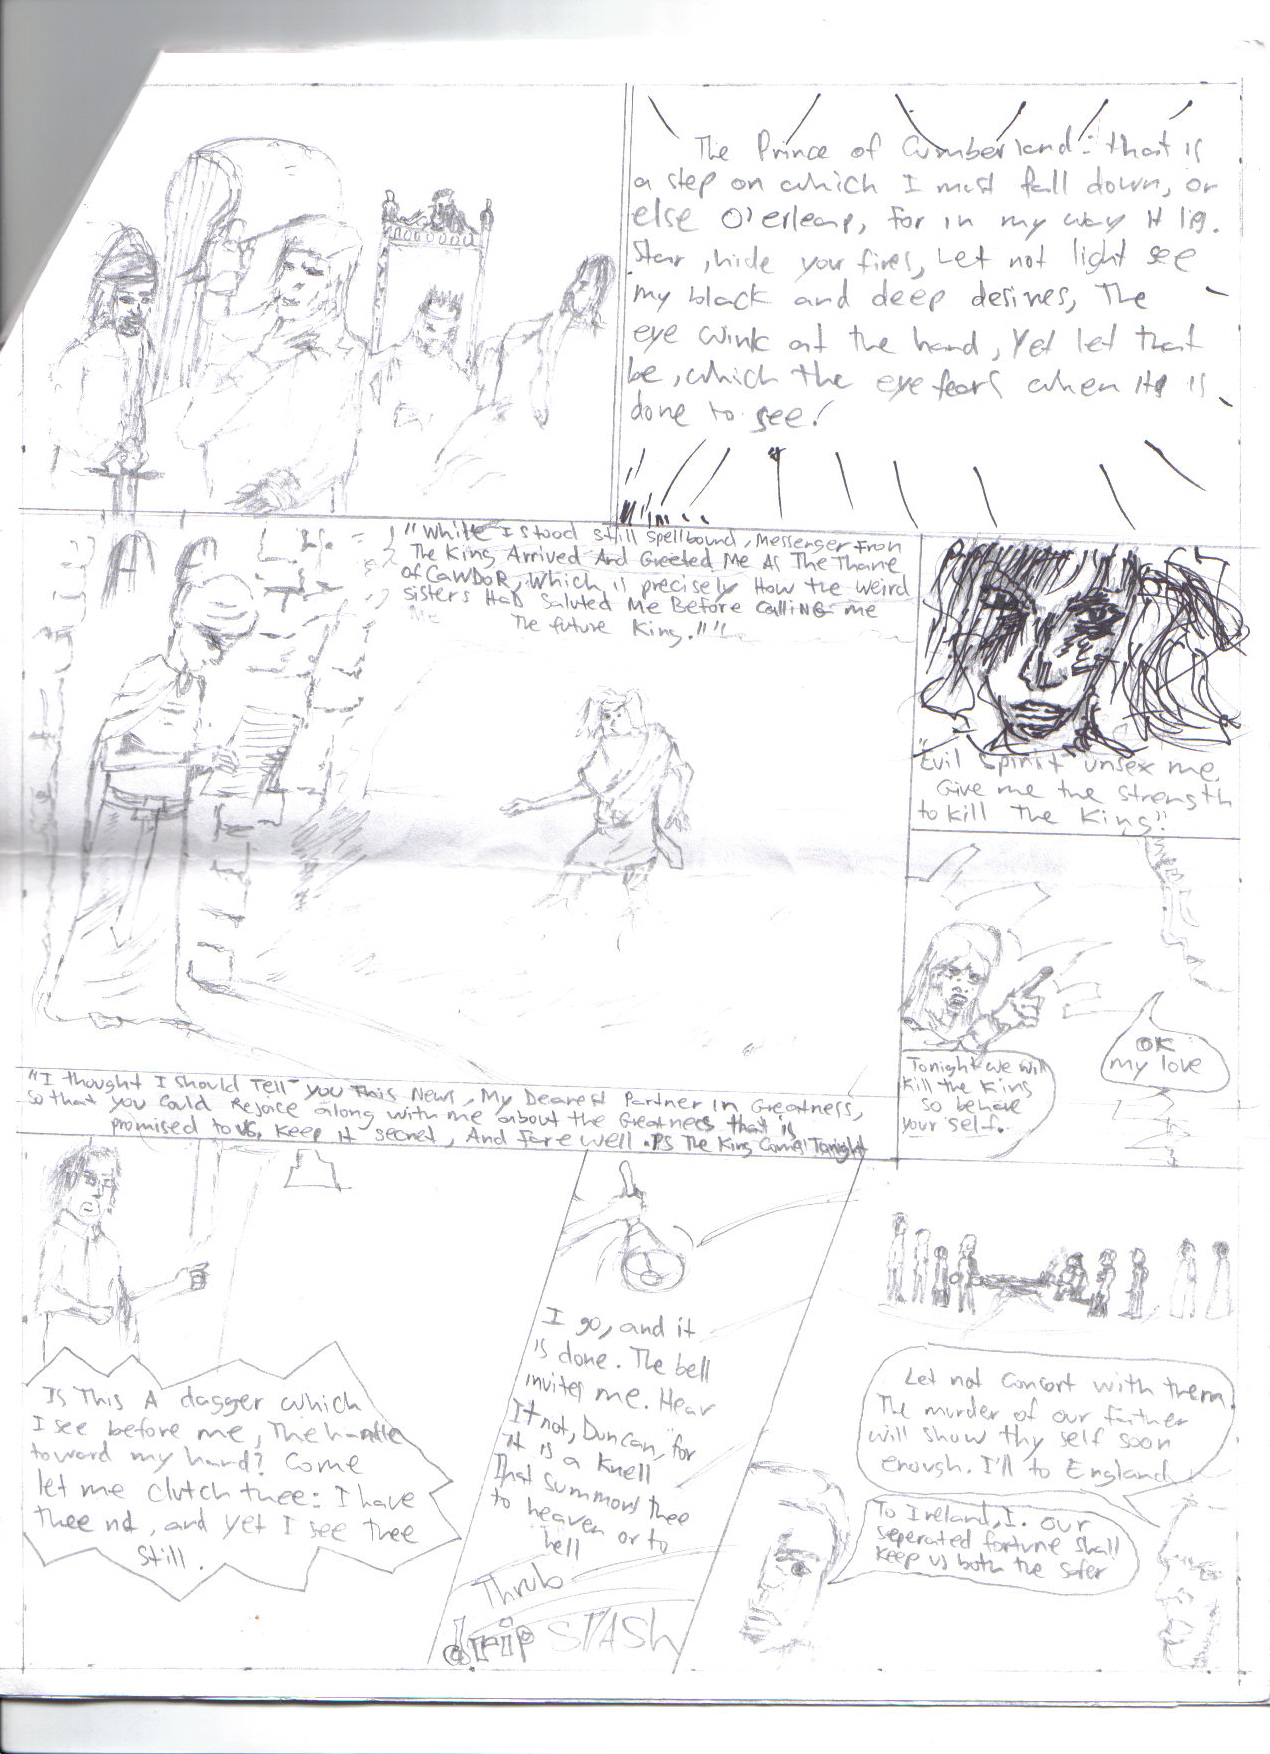 The Prince of Cumberland: that is
a step on which I must fall down, or
else O'erleap, for in my way it lis.
Star, hide your fires, Let not light see
my black and deep desires, The
eye wink at the hand, Yet let that
be, which the eye fears when it is
done to see!
"While I stood still spellbound, Messenger From
The King Arrived And Greeted Me As The Thane
of CaWDoR, Which is precisely How the weird
sisters Had Saluted Me Before Calling me
The future King.""
"Evil Spirit unsex me,
Give me the strength
to kill The King"
Tonight we will
kill the King
so behave
your self.
OK
my love
"I thought I should Tell you This News, My Dearest Partner In Greatness,
so that you could Rejoice along with me about the Greatness that is
promised to us. Keep It secret, And Farewell. PS The King Comes Tonight
Is This A dagger which
I see before me, The handle
toward my hand? Come
let me clutch thee: I have
thee not, and yet I see thee
still.
I go, and it
is done. The bell
invites me. Hear
It not, Duncan, for
it is a knell
That summons thee
to heaven or to
hell
Thrub
drip STASH
Let not Consort with them.
The murder of our father
will show thy self soon
enough. I'll to England
To Ireland, I. our
seperated fortune shall
keep us both the safer